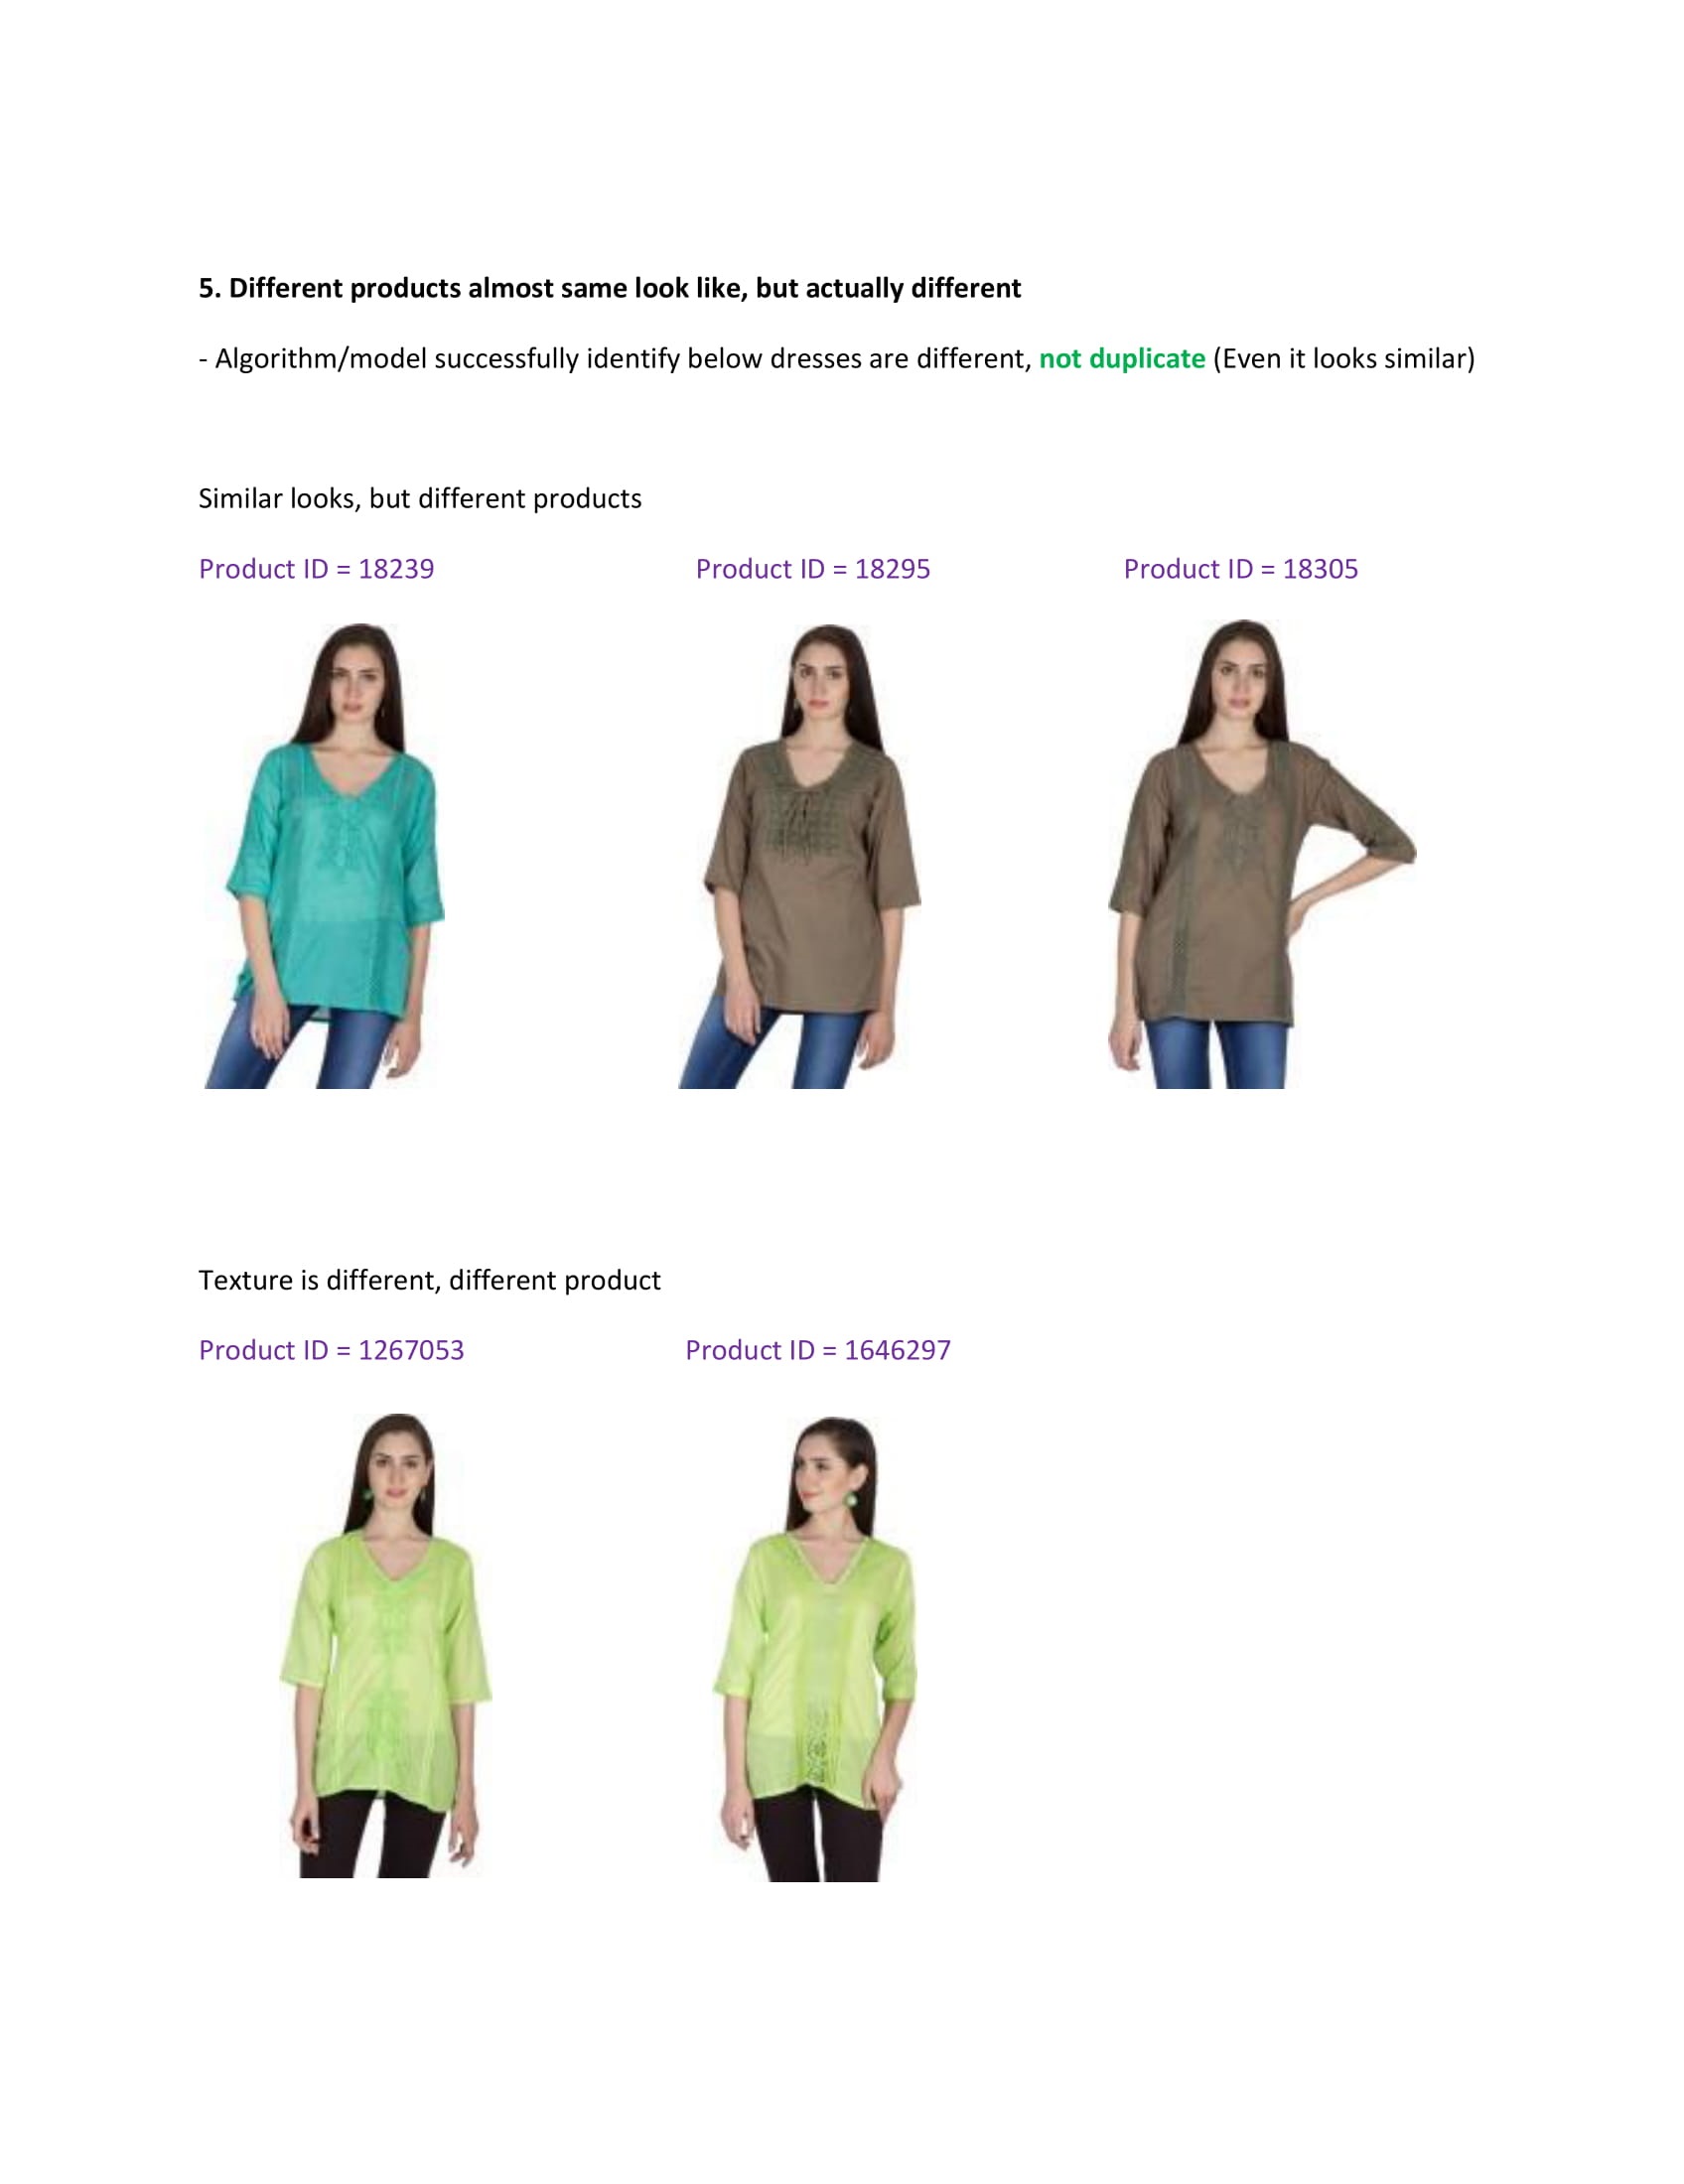 5. Different products almost same look like, but actually different
- Algorithm/model successfully identify below dresses are different, not duplicate (Even it looks similar)
Similar looks, but different products
Product ID = 18239 Product ID = 18295 Product ID = 18305
Texture is different, different product
Product ID = 1267053 Product ID = 1646297